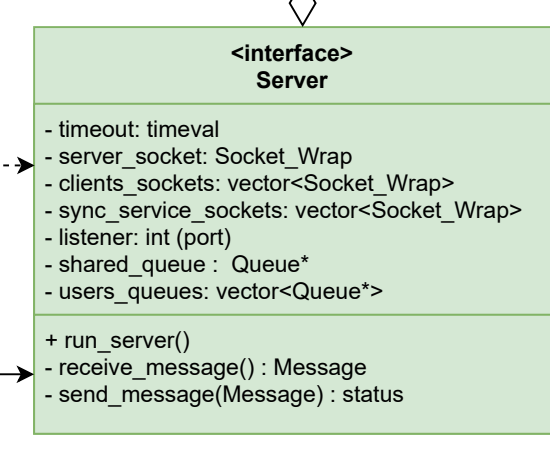 <interface>
Server
- timeout: timeval
- server_socket: Socket_Wrap
- clients_sockets: vector<Socket_Wrap>
- sync_service_sockets: vector<Socket_Wrap>
- listener: int (port)
- shared_queue :  Queue*
- users_queues: vector<Queue*>
+ run_server()
- receive_message() : Message
- send_message(Message) : status